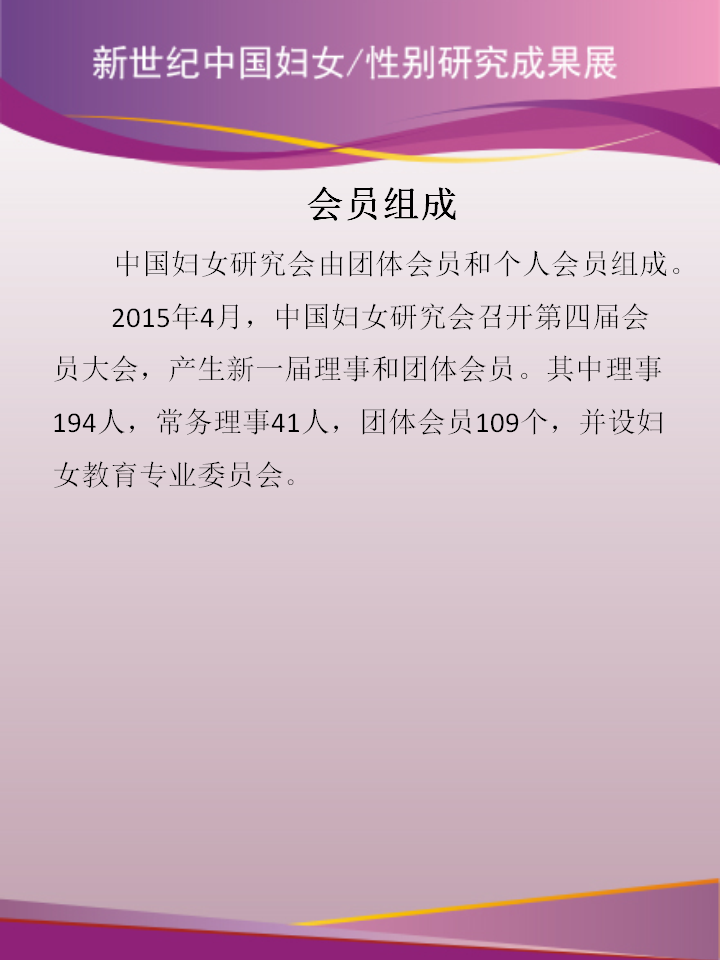 新世纪中国妇女/性别研究成果展
会员组成
中国妇女研究会由团体会员和个人会员组成。
2015年4月，中国妇女研究会召开第四届会
员大会，产生新一届理事和团体会员。其中理事
194人，常务理事41人，团体会员109个，并设妇
女教育专业委员会。